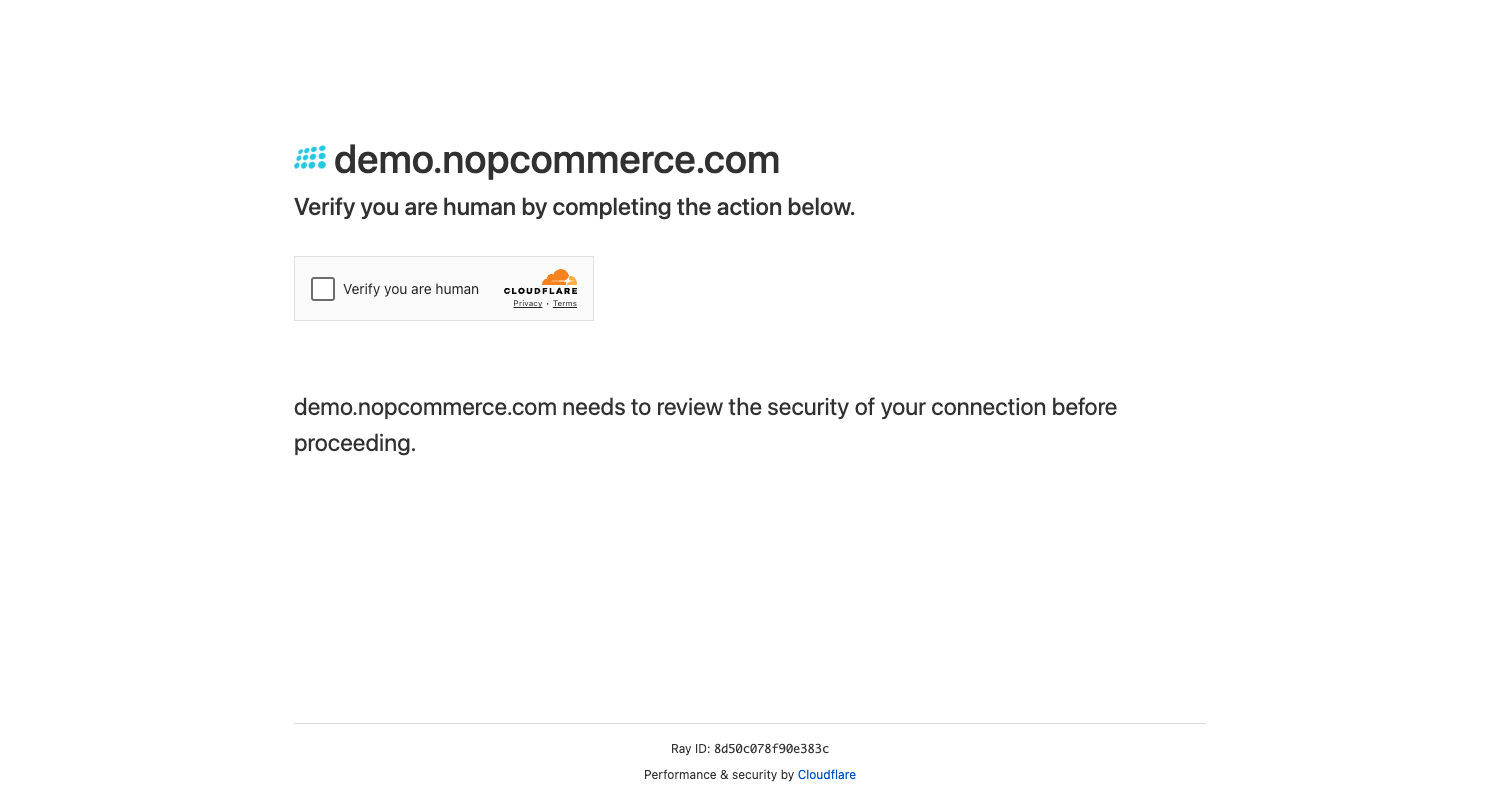 demo.nopcommerce.com
Verify you are human by completing the action below.
Verify you are human
CLOUDFLARE
Privacy • Terms
demo.nopcommerce.com needs to review the security of your connection before
proceeding.
Ray ID: 8d50c078f90e383c
Performance & security by Cloudflare